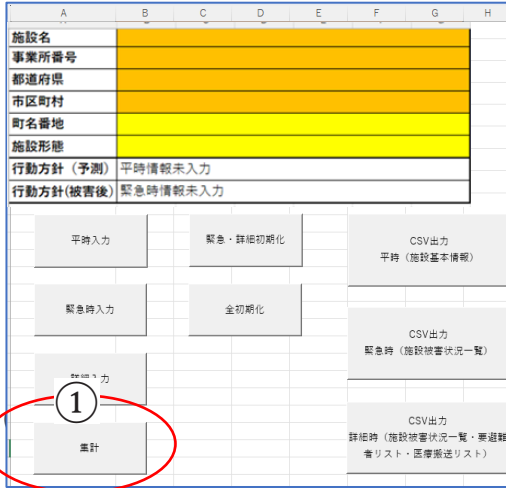 A B C D E F G H
施設名
事業所番号
都道府県
市区町村
町名番地
施設形態
行動方針（予測） 平時情報未入力
行動方針(被害後) 緊急時情報未入力
平時入力 緊急・詳細初期化 CSV出力
平時（施設基本情報）
緊急時入力 全初期化 CSV出力
緊急時（施設被害状況一覧）
詳細入力
①
集計 CSV出力
詳細時（施設被害状況一覧・要避難
者リスト・医療搬送リスト）